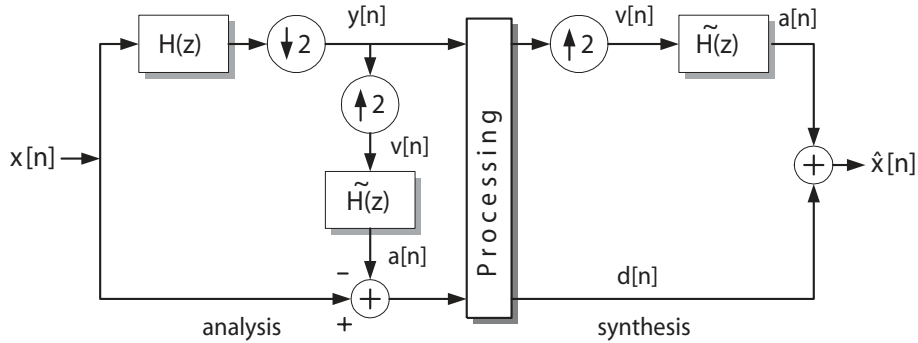 y[n]
v[n]
a[n]
H(z)
↓ 2
↑ 2
H̃(z)
↑ 2
v[n]
x[n]
Processing
+
x̂[n]
H̃(z)
a[n]
−
+
d[n]
+
analysis
synthesis